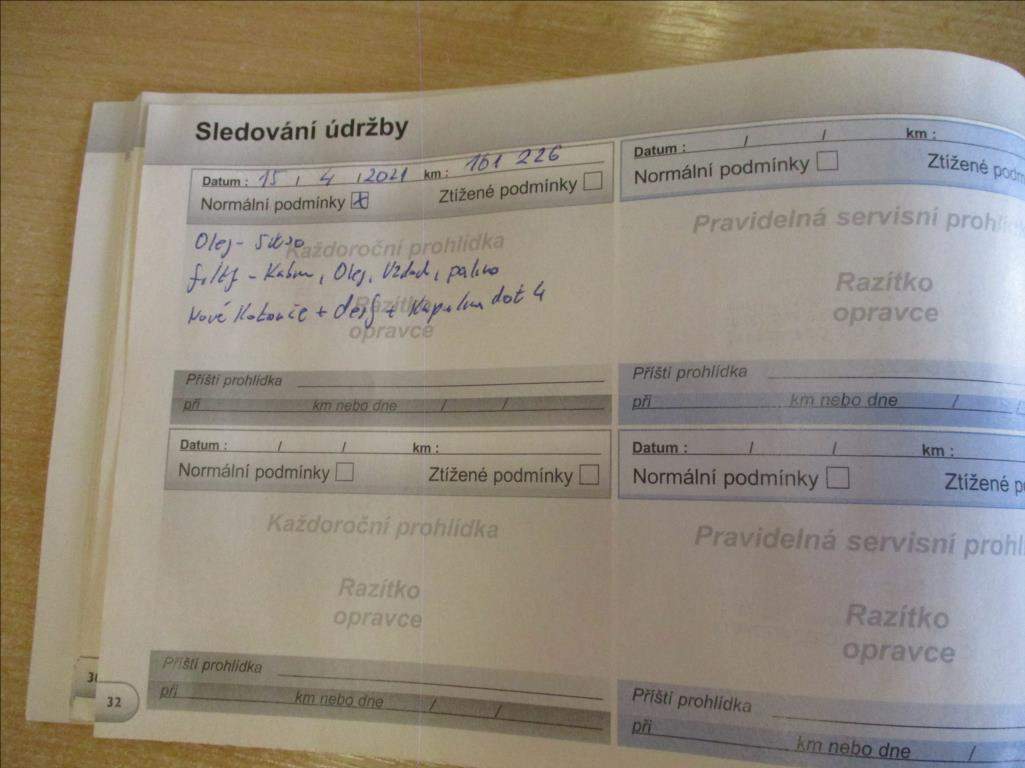 Sledování údržby
Datum : 15 / 4 / 2021 km : 161 226
Normální podmínky Ztížené podmínky
Každoroční prohlídka
Olej - 5W30
filtr - Kabin, Olej, Vzduch, palivo
Nové Kotouče + desky + Kapalina dot 4
Razítko
opravce
Příští prohlídka
při km nebo dne / /
Datum : / / km :
Normální podmínky Ztížené podm
Pravidelná servisní prohlí
Razítko
opravce
Příští prohlídka
při km nebo dne /
Datum : / / km :
Normální podmínky Ztížené podmínky
Každoroční prohlídka
Razítko
opravce
Příští prohlídka
při km nebo dne / /
Datum : / / km :
Normální podmínky Ztížené p
Pravidelná servisní prohl
Razítko
opravce
Příští prohlídka
při km nebo dne /
32